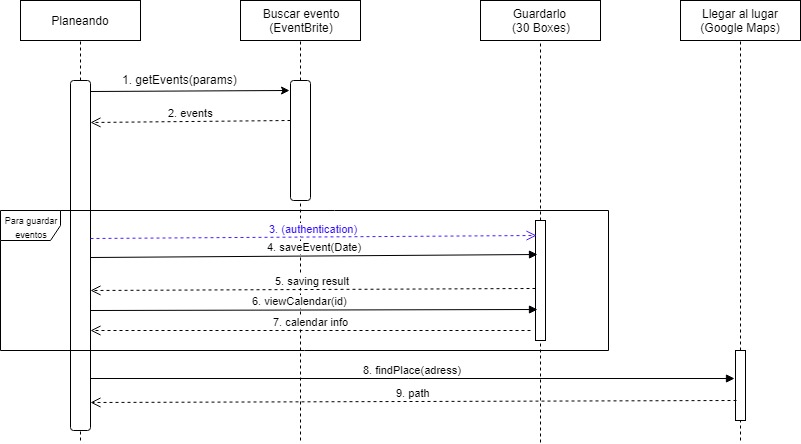 Planeando
Buscar evento
(EventBrite)
Guardarlo
(30 Boxes)
Llegar al lugar
(Google Maps)
1. getEvents(params)
2. events
Para guardar
eventos
3. (authentication)
4. saveEvent(Date)
5. saving result
6. viewCalendar(id)
7. calendar info
8. findPlace(adress)
9. path